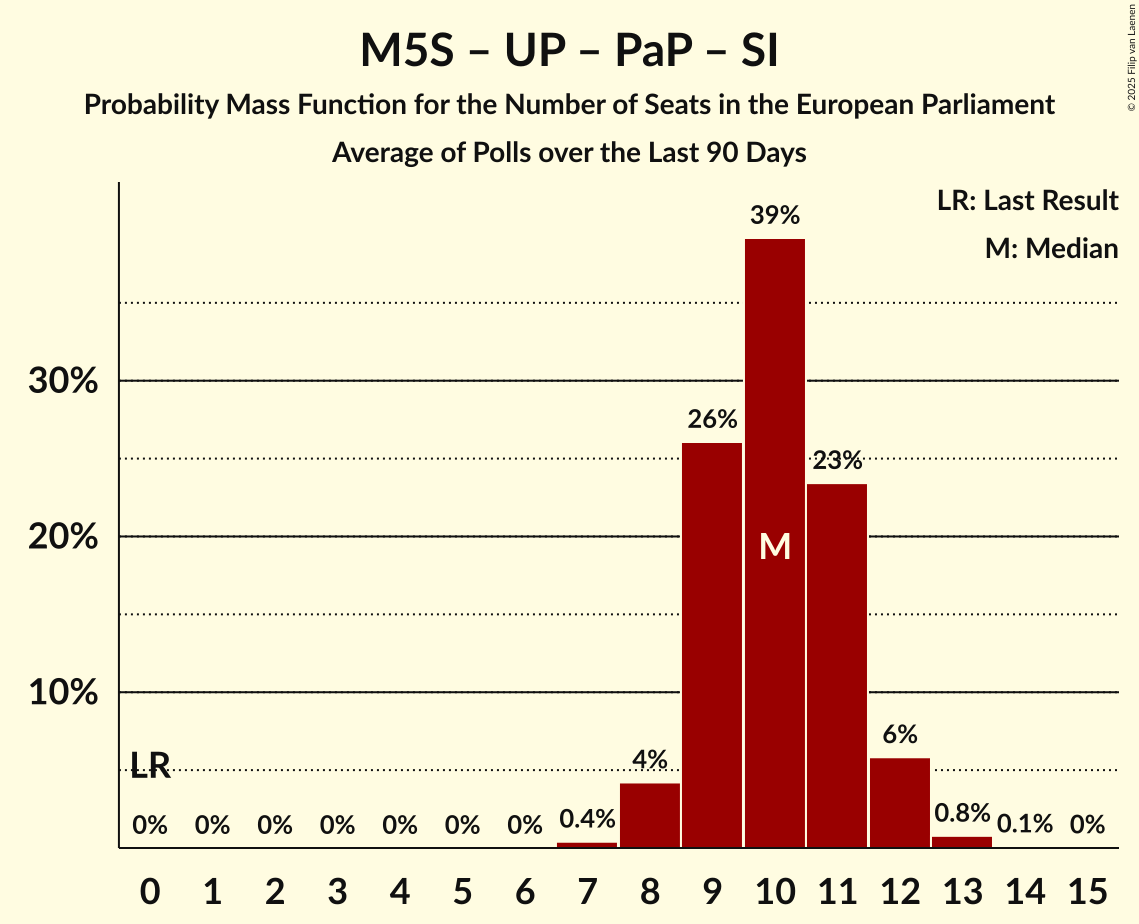 M5S – UP – PaP – SI
Probability Mass Function for the Number of Seats in the European Parliament
Average of Polls over the Last 90 Days
© 2025 Filip van Laenen
LR: Last Result
M: Median
39%
30%
26%
23%
20%
M
10%
6%
LR
4%
0% 0% 0% 0% 0% 0% 0% 0.4% 0.8% 0.1% 0%
0 1 2 3 4 5 6 7 8 9 10 11 12 13 14 15